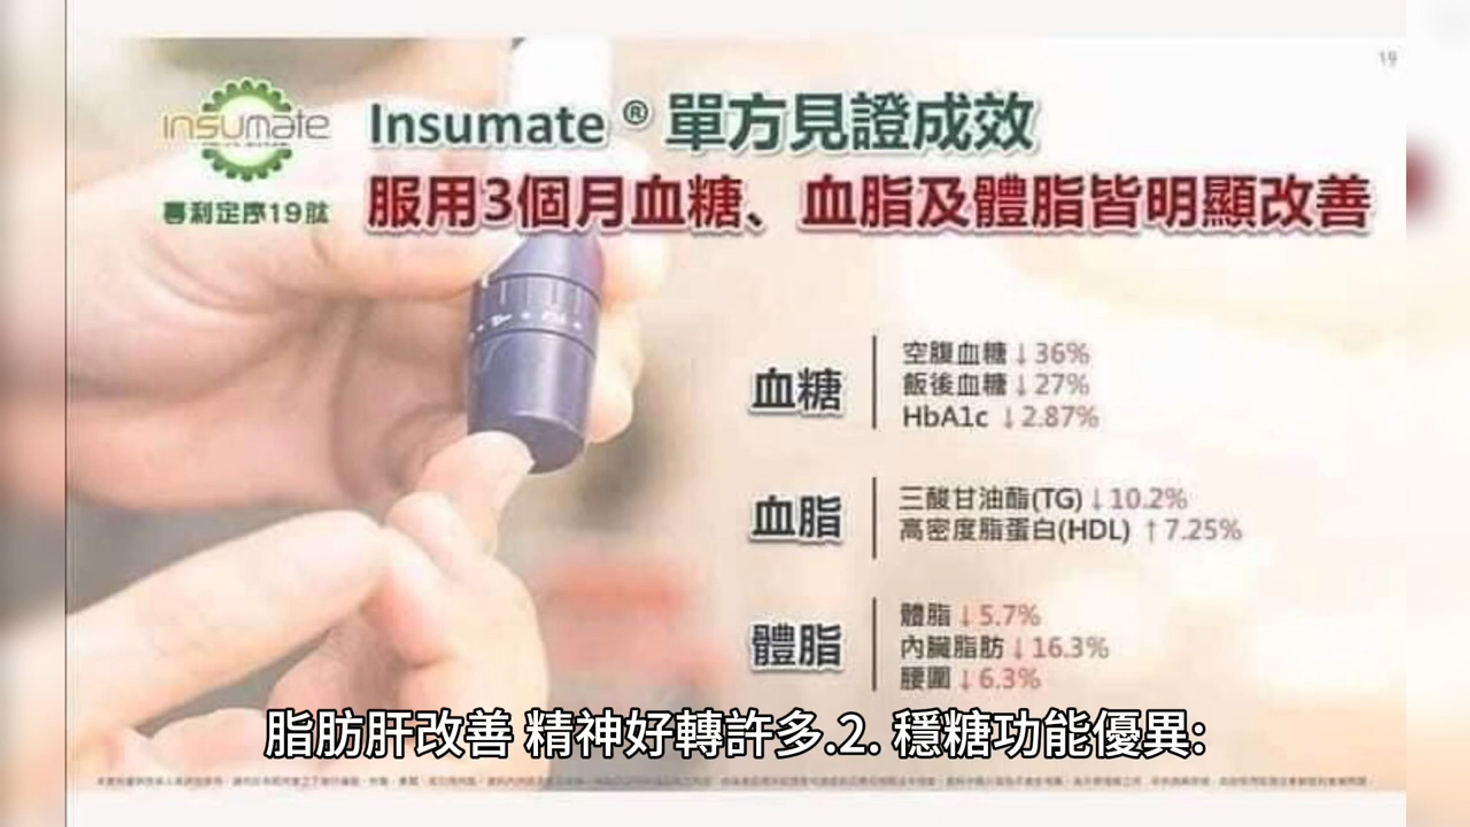 19
insumate
Insumate ® 單方見證成效
專利定序19肽
服用3個月血糖、血脂及體脂皆明顯改善
血糖
空腹血糖↓36%
飯後血糖↓27%
HbA1c ↓2.87%
血脂
三酸甘油酯(TG)↓10.2%
高密度脂蛋白(HDL) ↑7.25%
體脂
體脂↓5.7%
內臟脂肪↓16.3%
腰圍↓6.3%
脂肪肝改善 精神好轉許多.2. 穩糖功能優異: